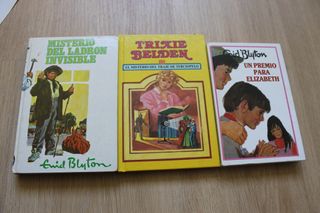 MISTERIO
DEL LADRON
INVISIBLE
Enid Blyton
TRIXIE
BELDEN
EL MISTERIO DEL TRAJE DE TERCIOPELO
Enid Blyton
UN PREMIO
PARA
ELIZABETH